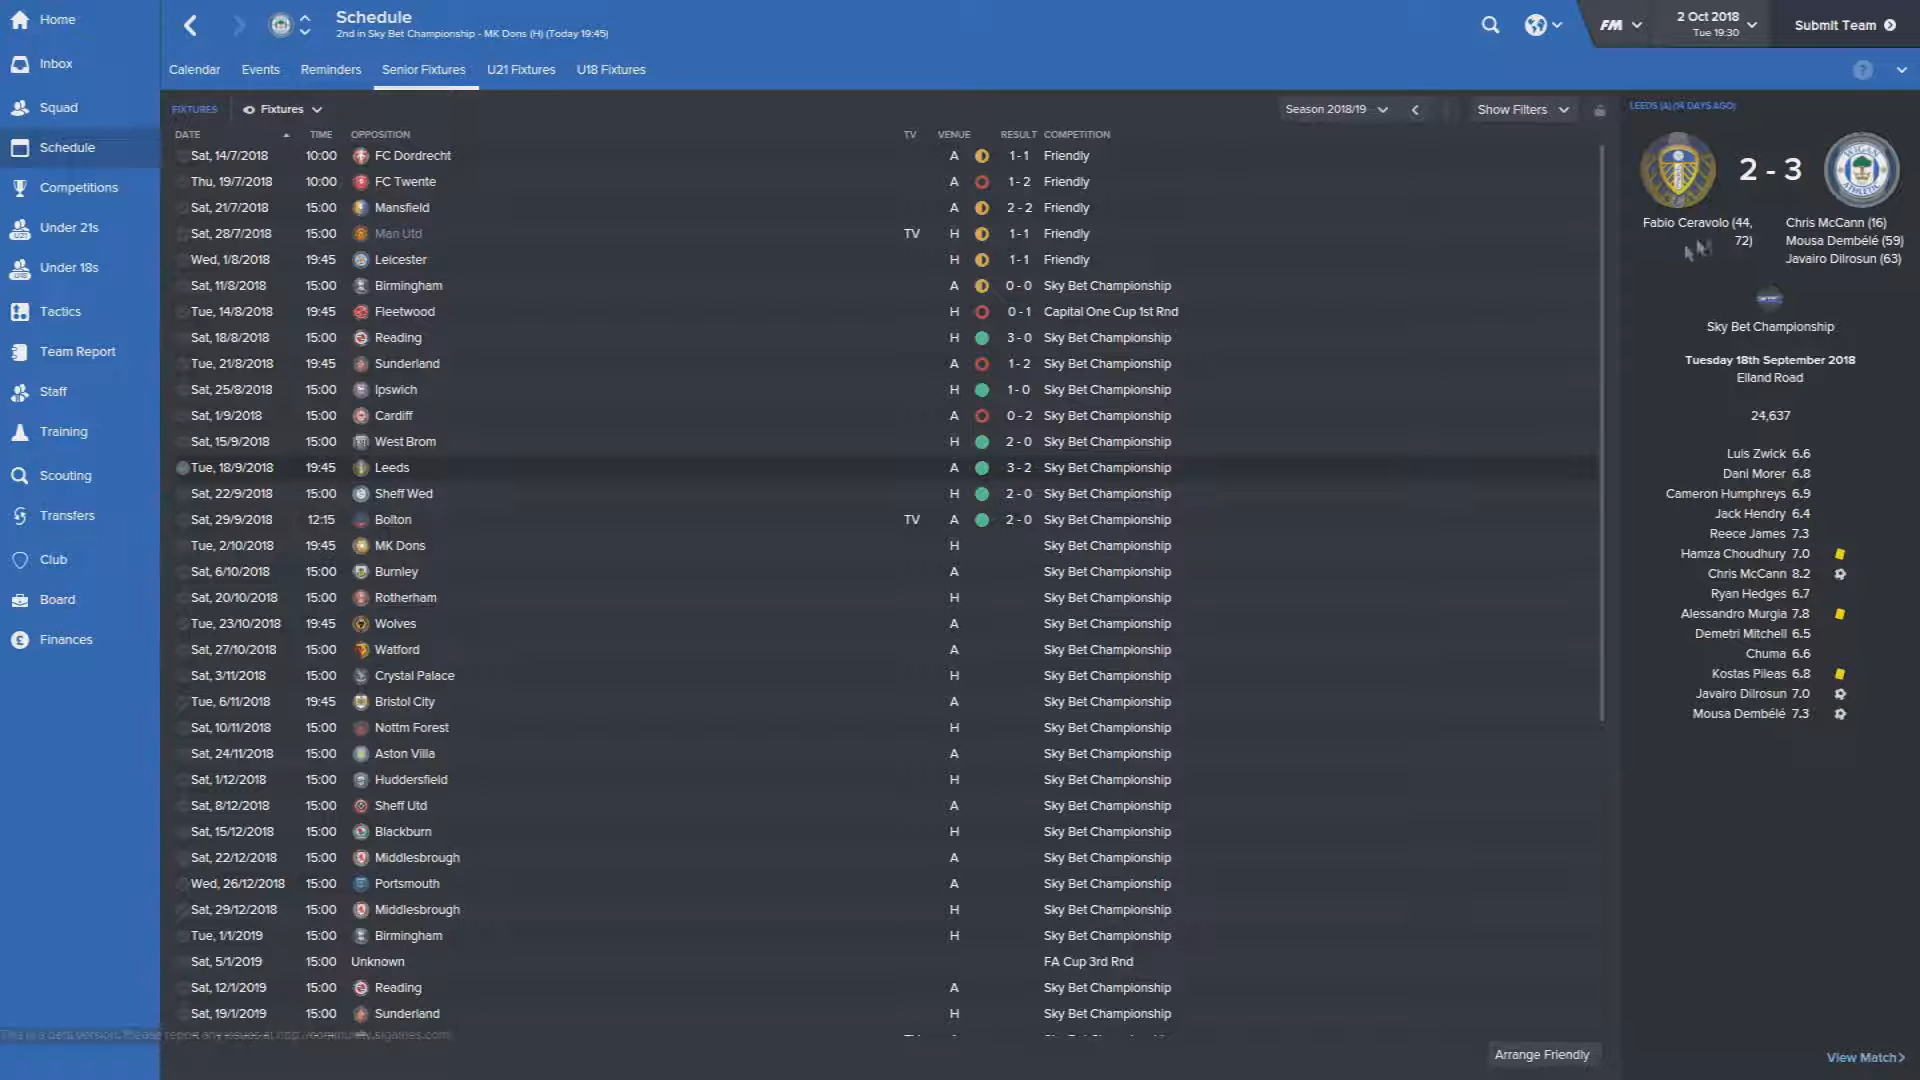 Home
Inbox
Squad
Schedule
Competitions
Under 21s
Under 18s
Tactics
Team Report
Staff
Training
Scouting
Transfers
Club
Board
Finances
Schedule
2nd in Sky Bet Championship - MK Dons (H) (Today 19:45)
FM
2 Oct 2018
Tue 19:30
Submit Team
Calendar Events Reminders Senior Fixtures U21 Fixtures U18 Fixtures
FIXTURES Fixtures Season 2018/19 Show Filters
DATE TIME OPPOSITION TV VENUE RESULT COMPETITION
Sat, 14/7/2018 10:00 FC Dordrecht A 1 - 1 Friendly
Thu, 19/7/2018 10:00 FC Twente A 1 - 2 Friendly
Sat, 21/7/2018 15:00 Mansfield A 2 - 2 Friendly
Sat, 28/7/2018 15:00 Man Utd TV H 1 - 1 Friendly
Wed, 1/8/2018 19:45 Leicester H 1 - 1 Friendly
Sat, 11/8/2018 15:00 Birmingham A 0 - 0 Sky Bet Championship
Tue, 14/8/2018 19:45 Fleetwood H 0 - 1 Capital One Cup 1st Rnd
Sat, 18/8/2018 15:00 Reading H 3 - 0 Sky Bet Championship
Tue, 21/8/2018 19:45 Sunderland A 1 - 2 Sky Bet Championship
Sat, 25/8/2018 15:00 Ipswich H 1 - 0 Sky Bet Championship
Sat, 1/9/2018 15:00 Cardiff A 0 - 2 Sky Bet Championship
Sat, 15/9/2018 15:00 West Brom H 2 - 0 Sky Bet Championship
Tue, 18/9/2018 19:45 Leeds A 3 - 2 Sky Bet Championship
Sat, 22/9/2018 15:00 Sheff Wed H 2 - 0 Sky Bet Championship
Sat, 29/9/2018 12:15 Bolton TV A 2 - 0 Sky Bet Championship
Tue, 2/10/2018 19:45 MK Dons H Sky Bet Championship
Sat, 6/10/2018 15:00 Burnley A Sky Bet Championship
Sat, 20/10/2018 15:00 Rotherham H Sky Bet Championship
Tue, 23/10/2018 19:45 Wolves A Sky Bet Championship
Sat, 27/10/2018 15:00 Watford A Sky Bet Championship
Sat, 3/11/2018 15:00 Crystal Palace H Sky Bet Championship
Tue, 6/11/2018 19:45 Bristol City A Sky Bet Championship
Sat, 10/11/2018 15:00 Nottm Forest H Sky Bet Championship
Sat, 24/11/2018 15:00 Aston Villa A Sky Bet Championship
Sat, 1/12/2018 15:00 Huddersfield H Sky Bet Championship
Sat, 8/12/2018 15:00 Sheff Utd A Sky Bet Championship
Sat, 15/12/2018 15:00 Blackburn H Sky Bet Championship
Sat, 22/12/2018 15:00 Middlesbrough A Sky Bet Championship
Wed, 26/12/2018 15:00 Portsmouth A Sky Bet Championship
Sat, 29/12/2018 15:00 Middlesbrough H Sky Bet Championship
Tue, 1/1/2019 15:00 Birmingham H Sky Bet Championship
Sat, 5/1/2019 15:00 Unknown FA Cup 3rd Rnd
Sat, 12/1/2019 15:00 Reading A Sky Bet Championship
Sat, 19/1/2019 15:00 Sunderland H Sky Bet Championship
This is a beta version. Please report any issues at http://community.sigames.com
Arrange Friendly
LEEDS (A) (14 DAYS AGO)
2 - 3
Fabio Ceravolo (44,
72)
Chris McCann (16)
Mousa Dembélé (59)
Javairo Dilrosun (63)
Sky Bet Championship
Tuesday 18th September 2018
Elland Road
24,637
Luis Zwick 6.6
Dani Morer 6.8
Cameron Humphreys 6.9
Jack Hendry 6.4
Reece James 7.3
Hamza Choudhury 7.0
Chris McCann 8.2
Ryan Hedges 6.7
Alessandro Murgia 7.8
Demetri Mitchell 6.5
Chuma 6.6
Kostas Pileas 6.8
Javairo Dilrosun 7.0
Mousa Dembélé 7.3
View Match